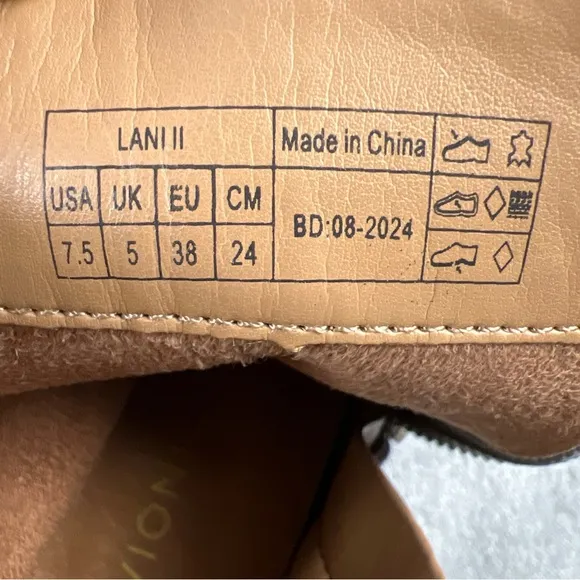 LANI II
Made in China
USA UK EU CM
BD:08-2024
7.5 5 38 24